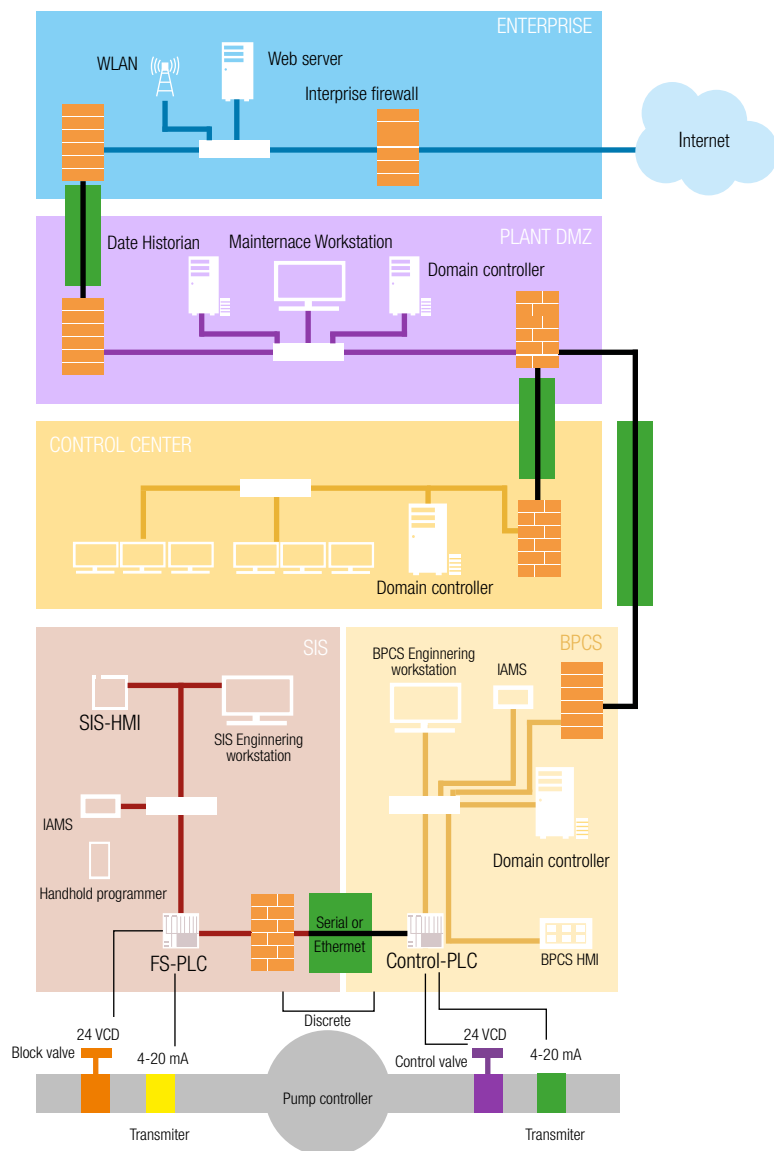 ENTERPRISE
WLAN
Web server
Interprise firewall
Internet
PLANT DMZ
Date Historian
Mainternace Workstation
Domain controller
CONTROL CENTER
Domain controller
SIS
SIS-HMI
SIS Enginnering
workstation
IAMS
Handhold programmer
FS-PLC
Serial or
Ethernet
BPCS
BPCS Enginnering
workstation
IAMS
Domain controller
Control-PLC
BPCS HMI
Discrete
24 VCD
Block valve
4-20 mA
Transmiter
Pump controller
24 VCD
Control valve
4-20 mA
Transmiter